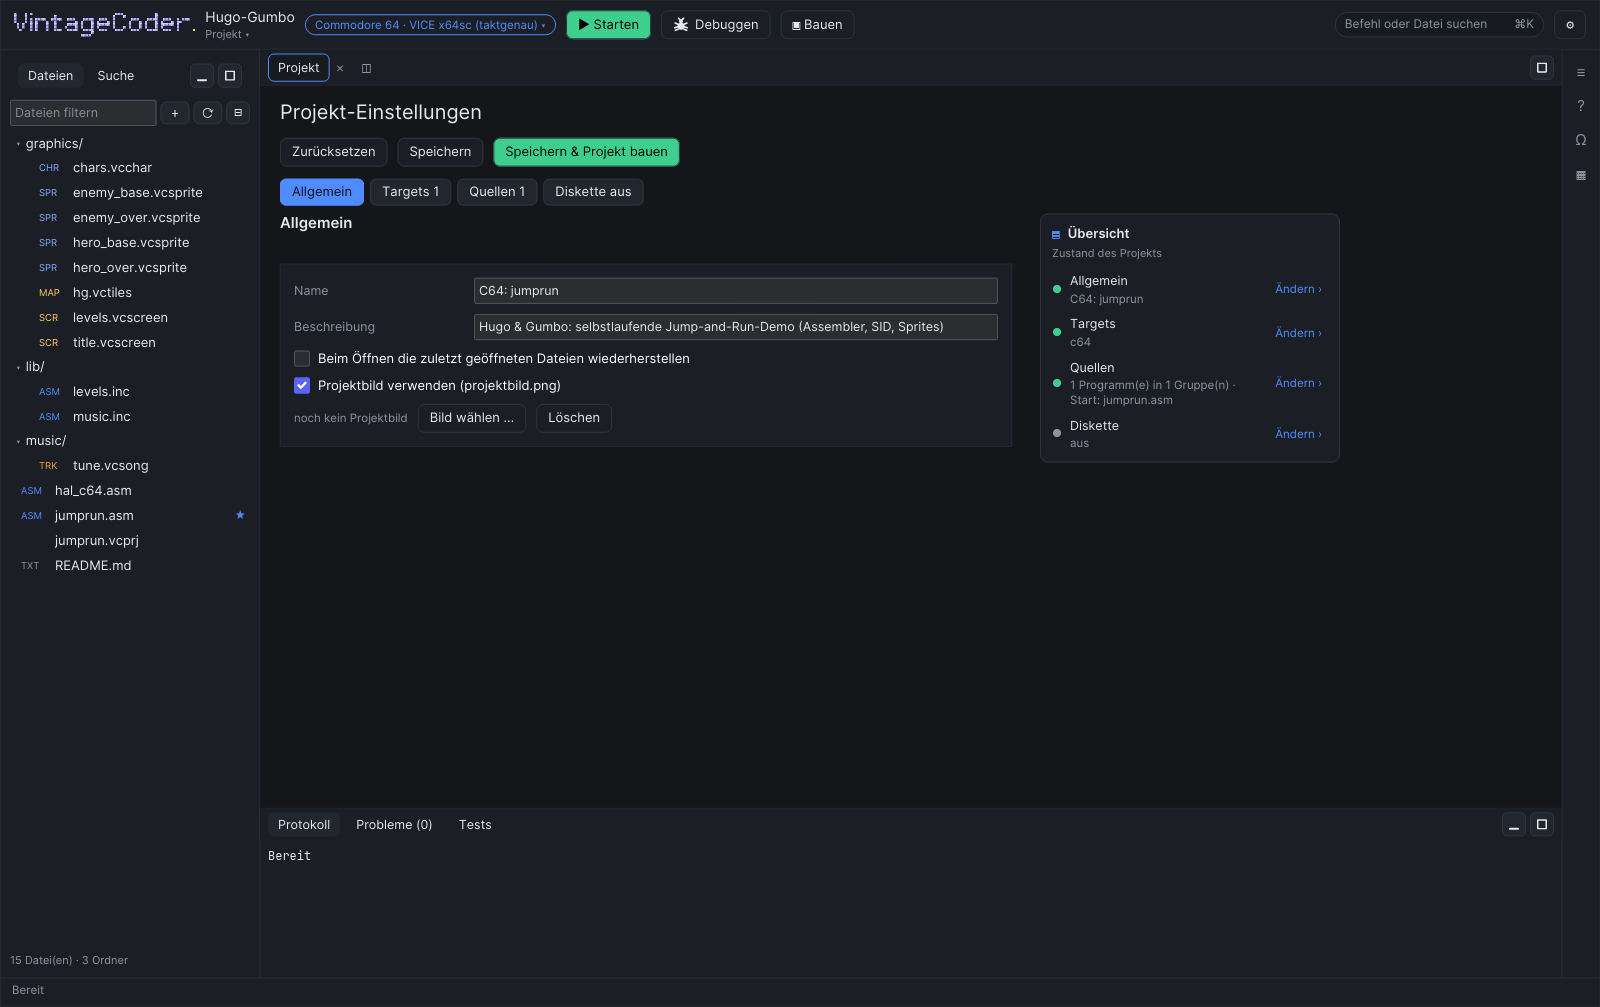 VintageCoder.
Hugo-Gumbo
Projekt
Commodore 64 · VICE x64sc (taktgenau)
Starten
Debuggen
Bauen
Befehl oder Datei suchen ⌘K
Dateien
Suche
Dateien filtern
graphics/
CHR chars.vcchar
SPR enemy_base.vcsprite
SPR enemy_over.vcsprite
SPR hero_base.vcsprite
SPR hero_over.vcsprite
MAP hg.vctiles
SCR levels.vcscreen
SCR title.vcscreen
lib/
ASM levels.inc
ASM music.inc
music/
TRK tune.vcsong
ASM hal_c64.asm
ASM jumprun.asm ★
jumprun.vcprj
TXT README.md
15 Datei(en) · 3 Ordner
Projekt ×
Projekt-Einstellungen
Zurücksetzen
Speichern
Speichern & Projekt bauen
Allgemein
Targets 1
Quellen 1
Diskette aus
Allgemein
Name C64: jumprun
Beschreibung Hugo & Gumbo: selbstlaufende Jump-and-Run-Demo (Assembler, SID, Sprites)
Beim Öffnen die zuletzt geöffneten Dateien wiederherstellen
Projektbild verwenden (projektbild.png)
noch kein Projektbild
Bild wählen ...
Löschen
Übersicht
Zustand des Projekts
Allgemein
C64: jumprun
Ändern ›
Targets
c64
Ändern ›
Quellen
1 Programm(e) in 1 Gruppe(n) ·
Start: jumprun.asm
Ändern ›
Diskette
aus
Ändern ›
≡
?
Ω
Protokoll
Probleme (0)
Tests
Bereit
Bereit